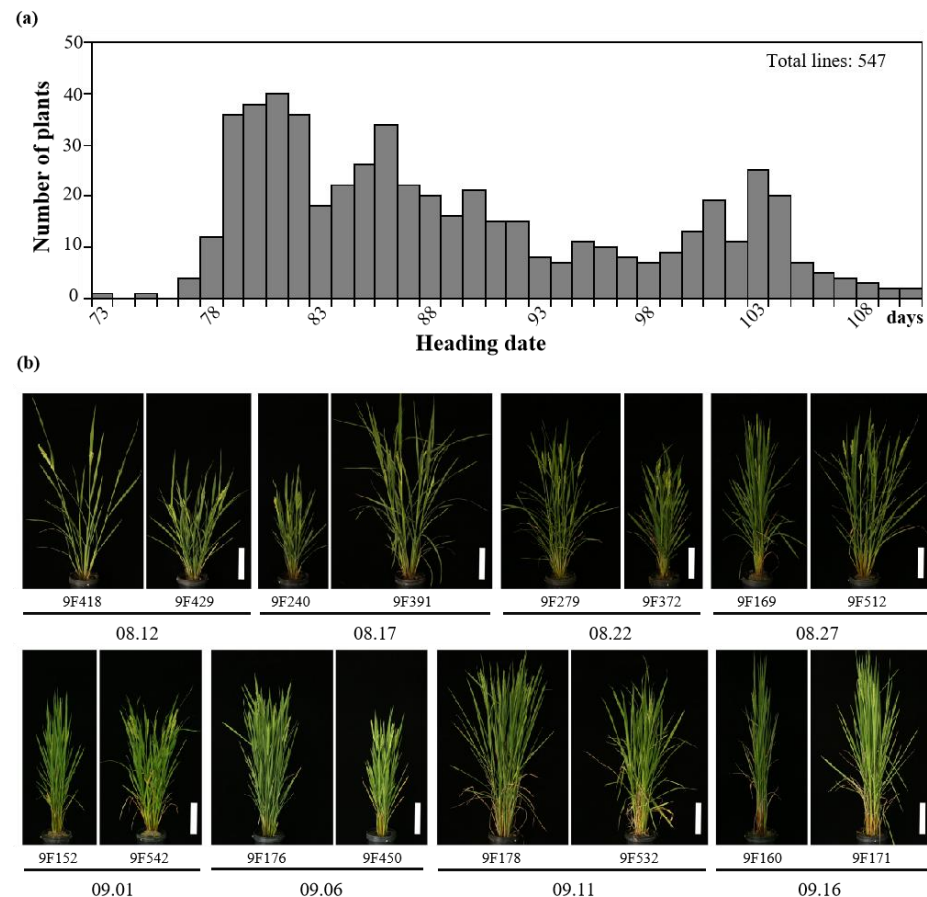 (a)
Total lines: 547
Number of plants
50
40
30
20
10
0
73 78 83 88 93 98 103 108 days
Heading date
(b)
9F418 9F429 9F240 9F391 9F279 9F372 9F169 9F512
08.12 08.17 08.22 08.27
9F152 9F542 9F176 9F450 9F178 9F532 9F160 9F171
09.01 09.06 09.11 09.16